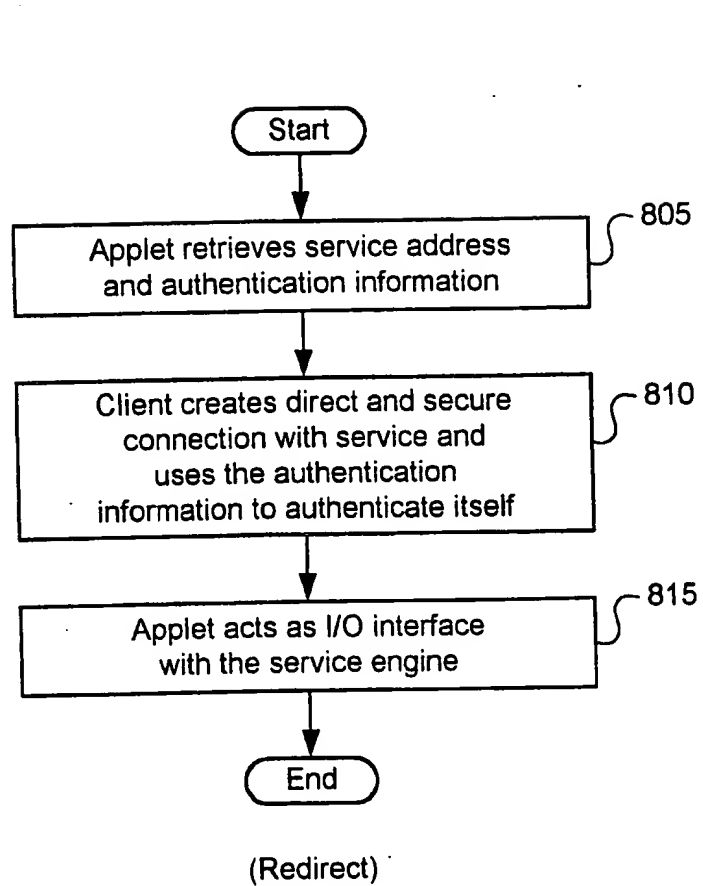 Start
805
Applet retrieves service address
and authentication information
810
Client creates direct and secure
connection with service and
uses the authentication
information to authenticate itself
815
Applet acts as I/O interface
with the service engine
End
(Redirect)